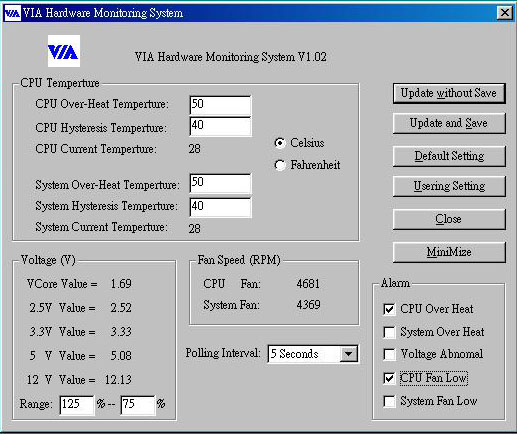 VIA Hardware Monitoring System
VIA
VIA Hardware Monitoring System V1.02
CPU Temperture
CPU Over-Heat Temperture: 50
CPU Hysteresis Temperture: 40
CPU Current Temperture: 28
Celsius
Fahrenheit
System Over-Heat Temperture: 50
System Hysteresis Temperture: 40
System Current Temperture: 28
Update without Save
Update and Save
Default Setting
Usering Setting
Close
MiniMize
Voltage (V)
VCore Value = 1.69
2.5V Value = 2.52
3.3V Value = 3.33
5 V Value = 5.08
12 V Value = 12.13
Range: 125 % -- 75 %
Fan Speed (RPM)
CPU Fan: 4681
System Fan: 4369
Polling Interval: 5 Seconds
Alarm
CPU Over Heat
System Over Heat
Voltage Abnomal
CPU Fan Low
System Fan Low